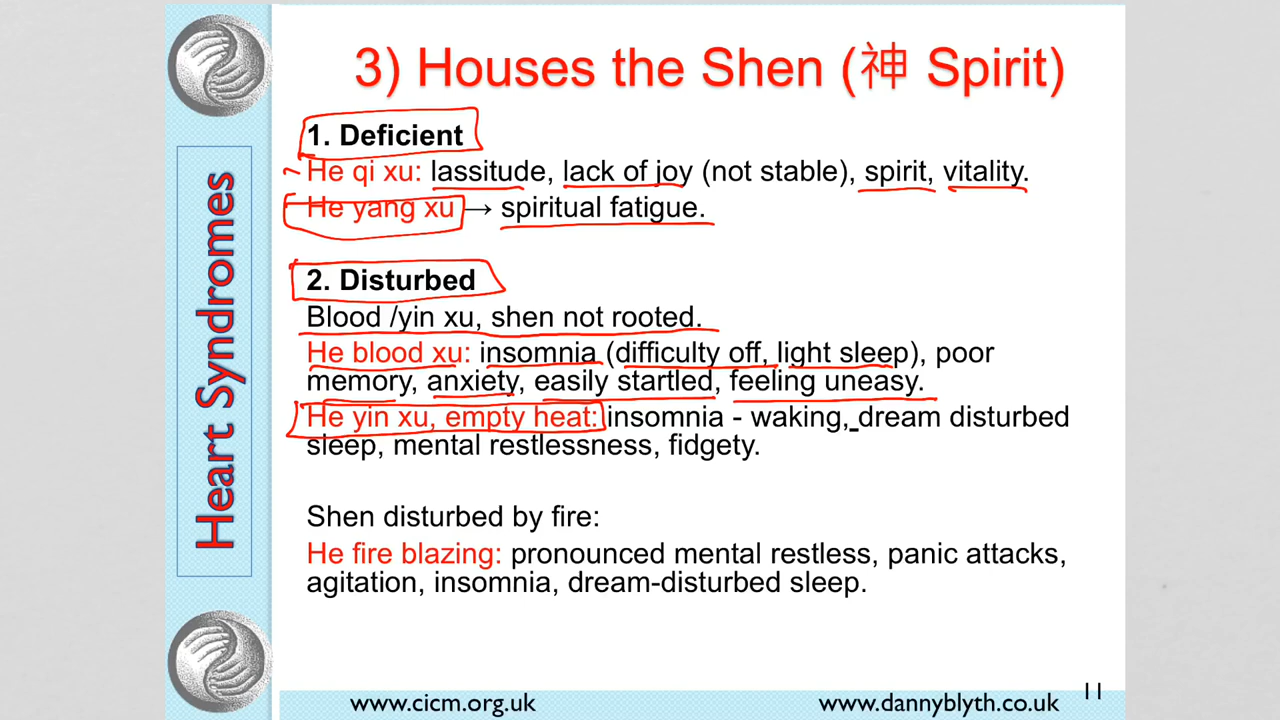 3) Houses the Shen (神 Spirit)
1. Deficient
He qi xu: lassitude, lack of joy (not stable), spirit, vitality.
He yang xu → spiritual fatigue.
2. Disturbed
Blood /yin xu, shen not rooted.
He blood xu: insomnia (difficulty off, light sleep), poor
memory, anxiety, easily startled, feeling uneasy.
He yin xu, empty heat: insomnia - waking, dream disturbed
sleep, mental restlessness, fidgety.
Shen disturbed by fire:
He fire blazing: pronounced mental restless, panic attacks,
agitation, insomnia, dream-disturbed sleep.
Heart Syndromes
www.cicm.org.uk
www.dannyblyth.co.uk
11